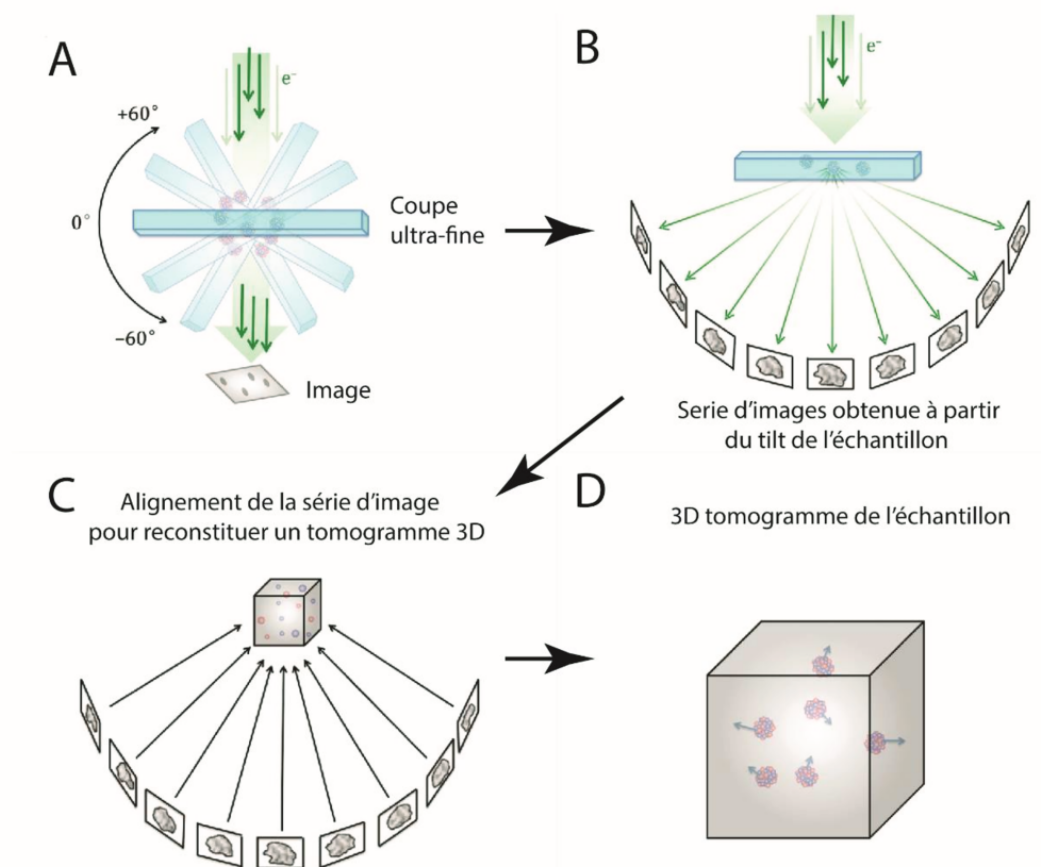 A
e-
+60°
0°
-60°
Coupe
ultra-fine
Image
B
e-
Serie d'images obtenue à partir
du tilt de l'échantillon
C
Alignement de la série d'image
pour reconstituer un tomogramme 3D
D
3D tomogramme de l'échantillon